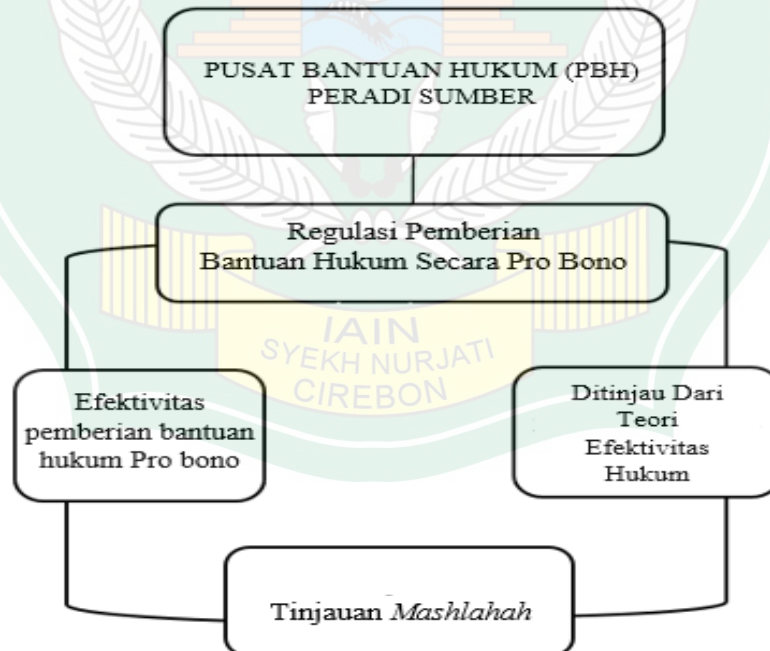 PUSAT BANTUAN HUKUM (PBH)
PERADI SUMBER
Regulasi Pemberian
Bantuan Hukum Secara Pro Bono
IAIN
SYEKH NURJATI
CIREBON
Efektivitas
pemberian bantuan
hukum Pro bono
Ditinjau Dari
Teori
Efektivitas
Hukum
Tinjauan Mashlahah